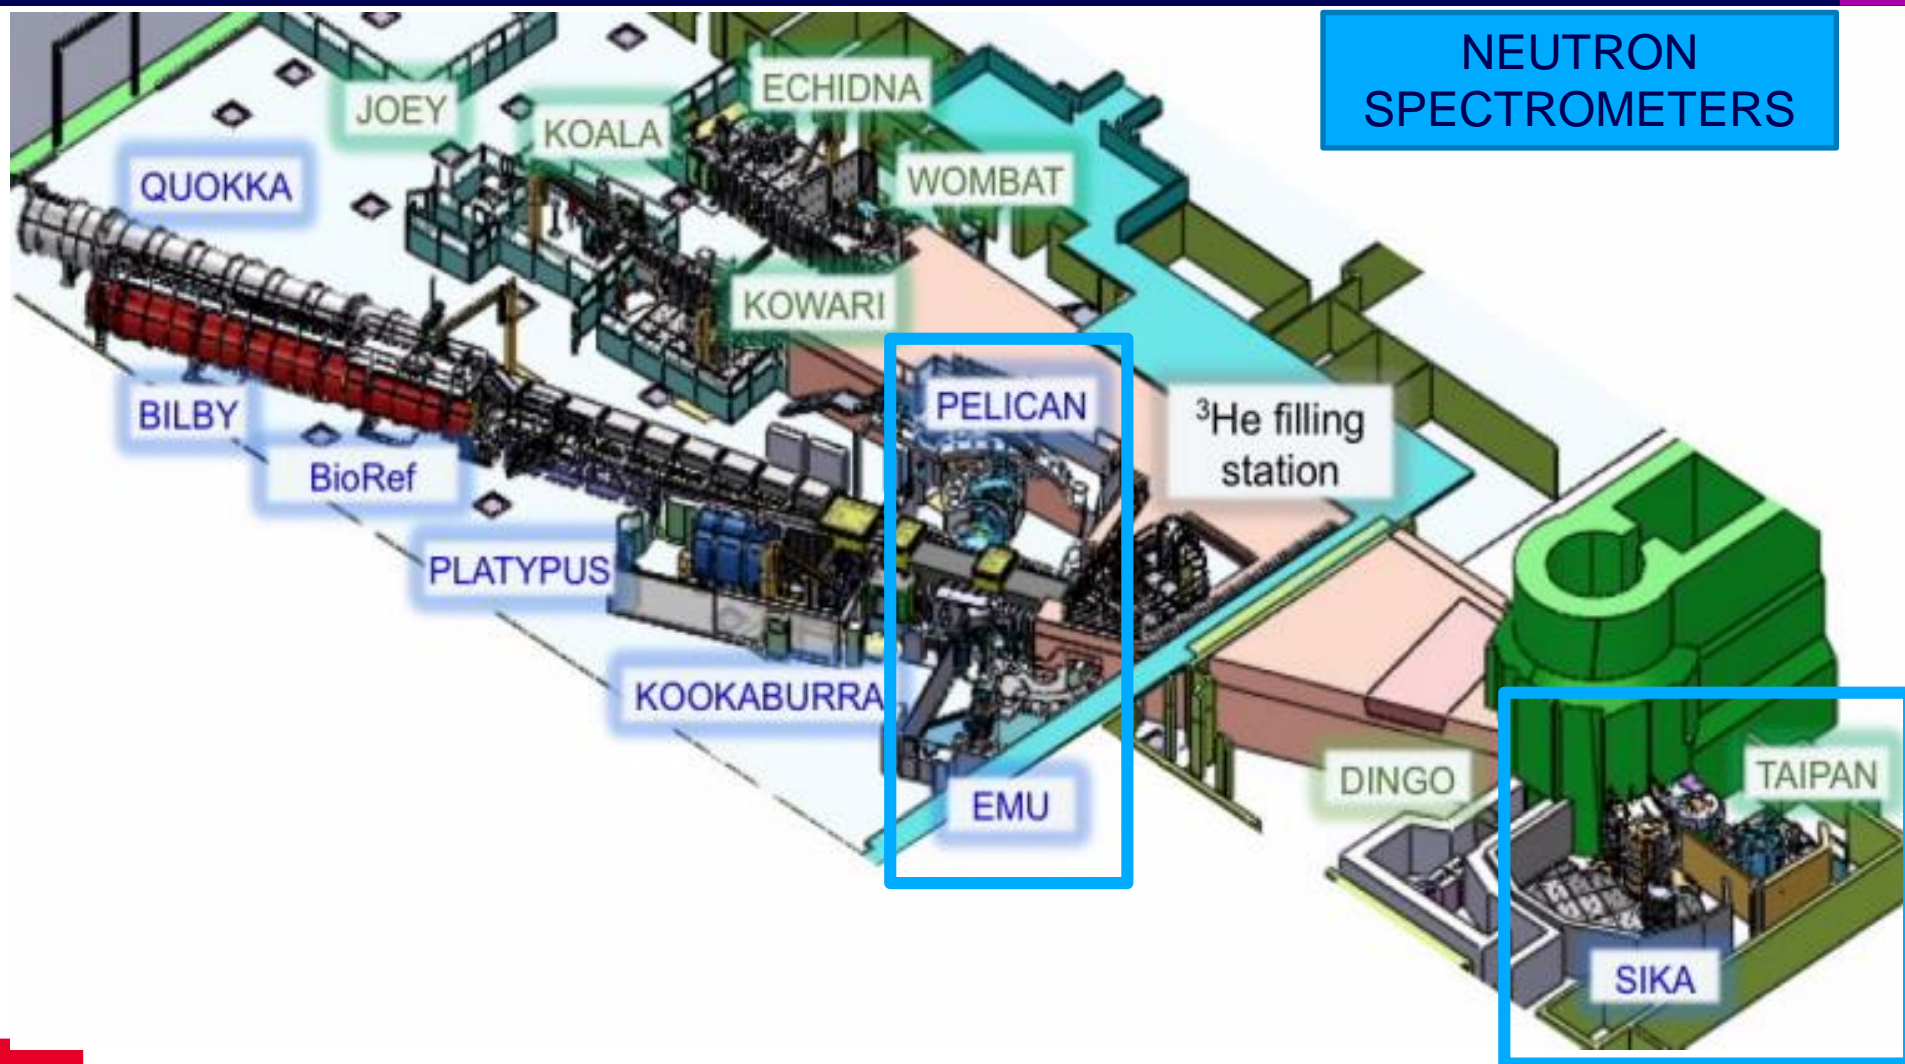 NEUTRON
SPECTROMETERS
JOEY
ECHIDNA
KOALA
QUOKKA
WOMBAT
KOWARI
BILBY
PELICAN
³He filling
station
BioRef
PLATYPUS
KOOKABURRA
EMU
DINGO
TAIPAN
SIKA